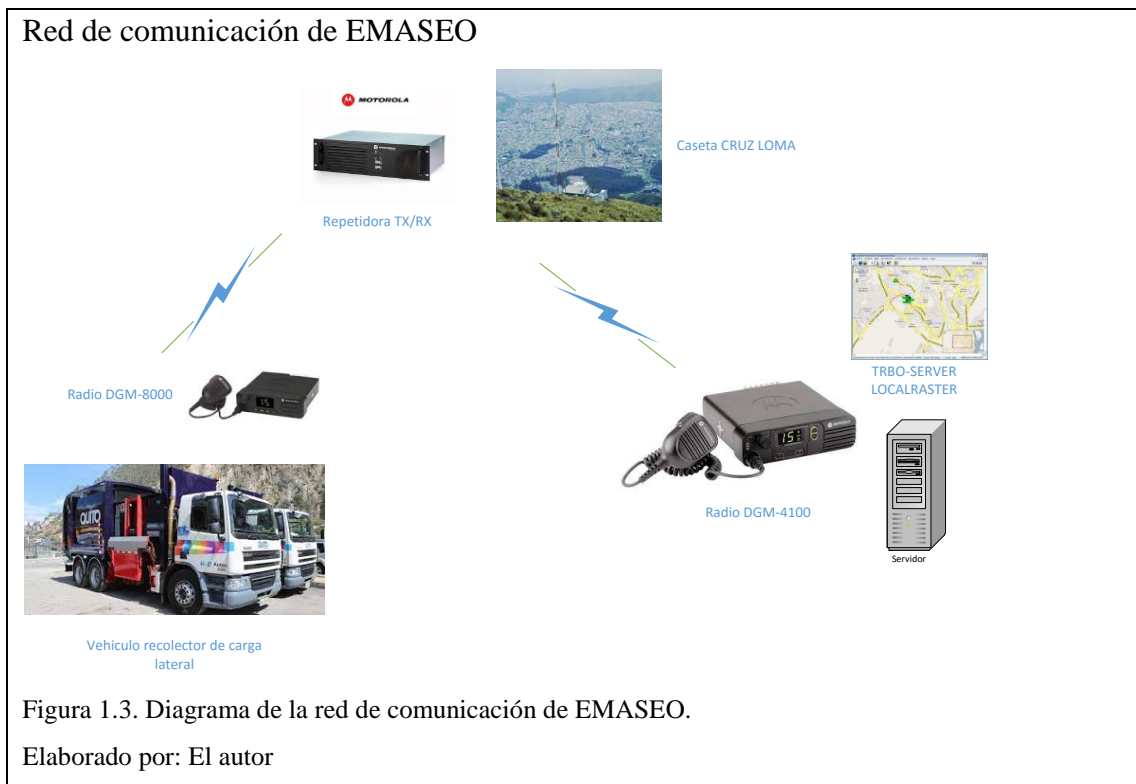 Red de comunicación de EMASEO
MOTOROLA
Repetidora TX/RX
Caseta CRUZ LOMA
Radio DGM-8000
TRBO-SERVER
LOCALRASTER
Radio DGM-4100
Servidor
QUITO
Vehiculo recolector de carga
lateral
Figura 1.3. Diagrama de la red de comunicación de EMASEO.
Elaborado por: El autor